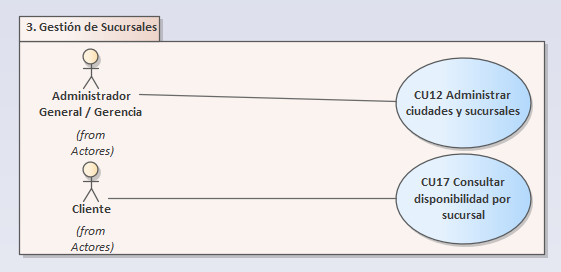 3. Gestión de Sucursales
Administrador
General / Gerencia
(from
Actores)
CU12 Administrar
ciudades y sucursales
Cliente
(from
Actores)
CU17 Consultar
disponibilidad por
sucursal